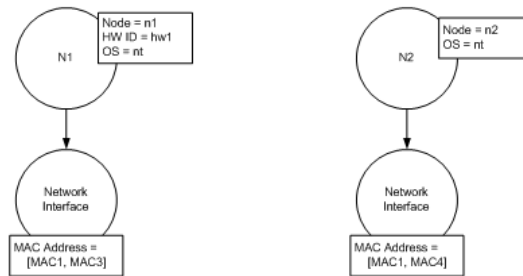 Node = n1
HW ID = hw1
OS = nt
N1
Network
Interface
MAC Address =
[MAC1, MAC3]
Node = n2
OS = nt
N2
Network
Interface
MAC Address =
[MAC1, MAC4]